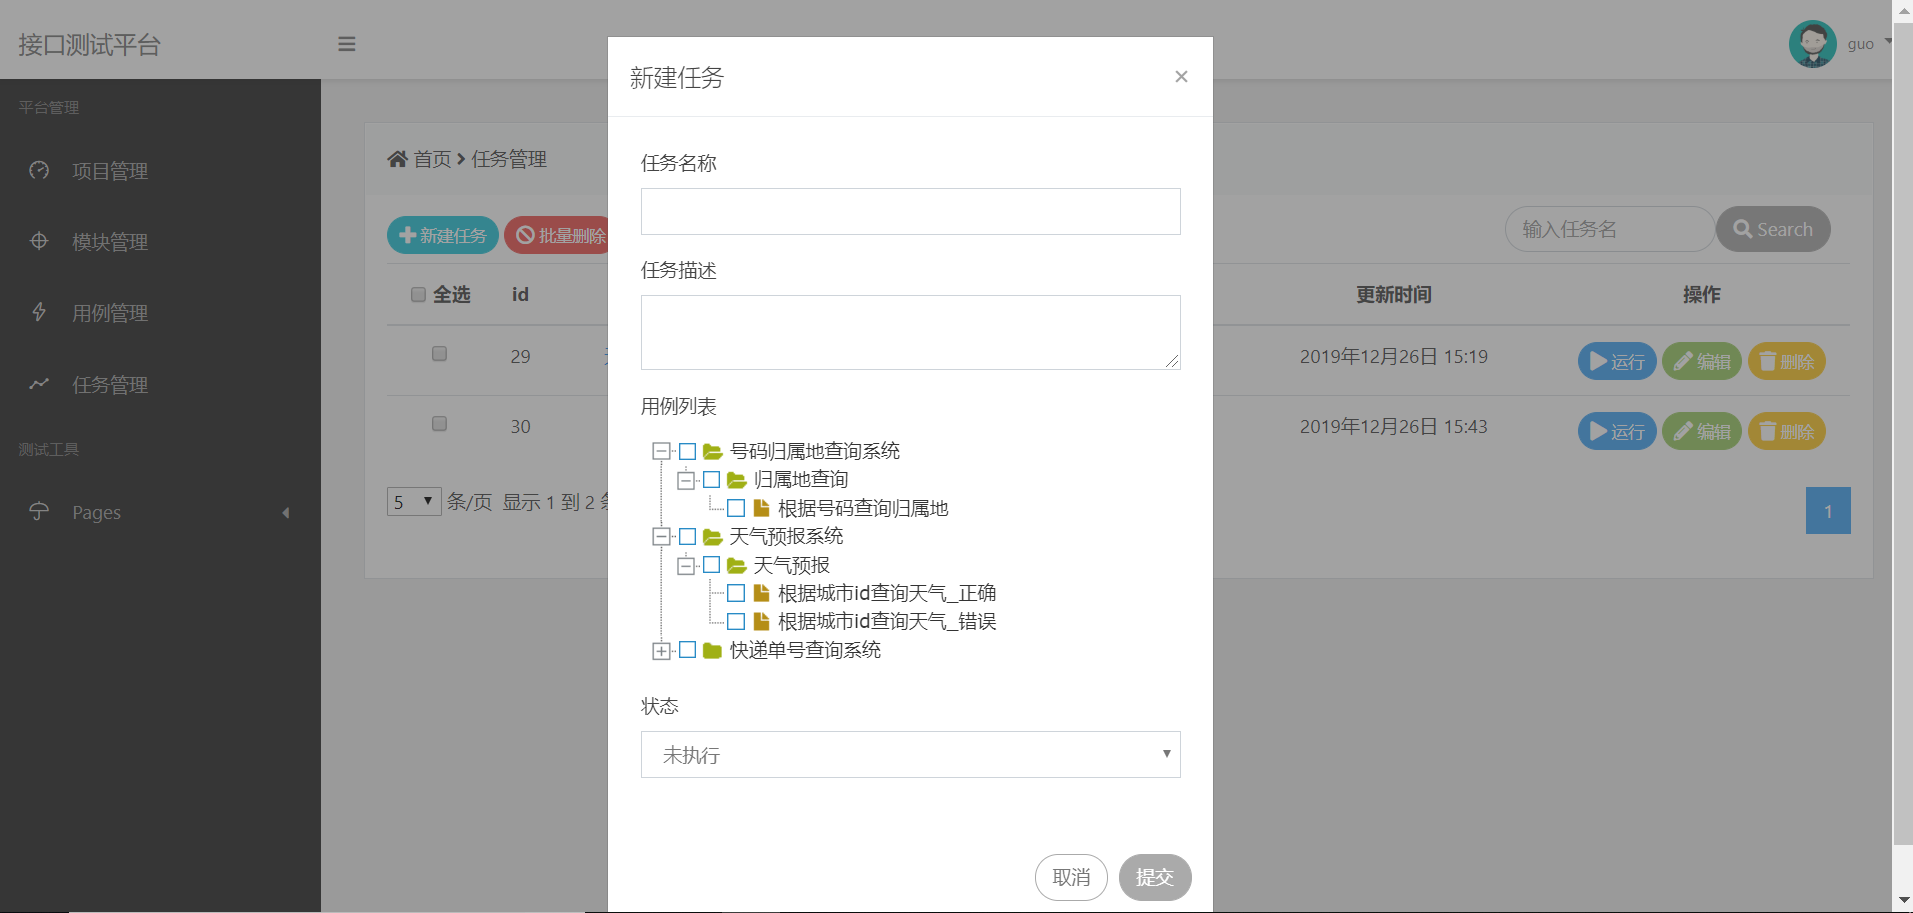 接口测试平台
guo
平台管理
项目管理
模块管理
用例管理
任务管理
测试工具
Pages
首页 任务管理
新建任务 批量删除
输入任务名 Search
全选 id 更新时间 操作
29 2019年12月26日 15:19 运行 编辑 删除
30 2019年12月26日 15:43 运行 编辑 删除
5 条/页 显示 1 到 2
1
新建任务
×
任务名称
任务描述
用例列表
号码归属地查询系统
归属地查询
根据号码查询归属地
天气预报系统
天气预报
根据城市id查询天气_正确
根据城市id查询天气_错误
快递单号查询系统
状态
未执行
取消 提交